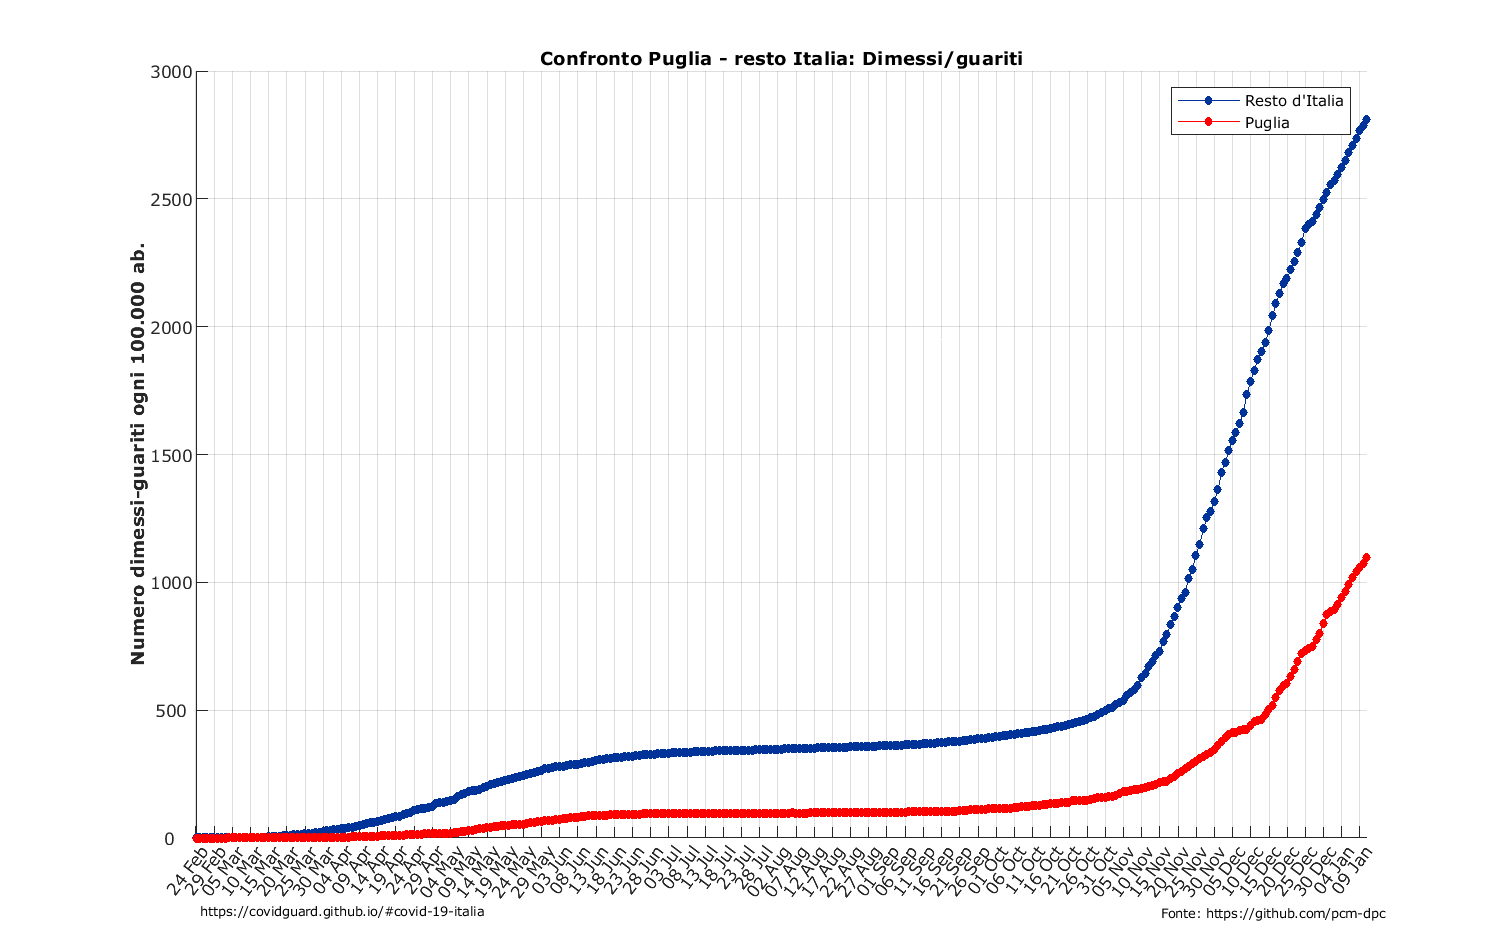 Confronto Puglia - resto Italia: Dimessi/guariti
Resto d'Italia
Puglia
Numero dimessi-guariti ogni 100.000 ab.
3000
2500
2000
1500
1000
500
0
24 Feb
29 Feb
05 Mar
10 Mar
15 Mar
20 Mar
25 Mar
30 Mar
04 Apr
09 Apr
14 Apr
19 Apr
24 Apr
29 Apr
04 May
09 May
14 May
19 May
24 May
29 May
03 Jun
08 Jun
13 Jun
18 Jun
23 Jun
28 Jun
03 Jul
08 Jul
13 Jul
18 Jul
23 Jul
28 Jul
02 Aug
07 Aug
12 Aug
17 Aug
22 Aug
27 Aug
01 Sep
06 Sep
11 Sep
16 Sep
21 Sep
26 Sep
01 Oct
06 Oct
11 Oct
16 Oct
21 Oct
26 Oct
31 Oct
05 Nov
10 Nov
15 Nov
20 Nov
25 Nov
30 Nov
05 Dec
10 Dec
15 Dec
20 Dec
25 Dec
30 Dec
04 Jan
09 Jan
https://covidguard.github.io/#covid-19-italia
Fonte: https://github.com/pcm-dpc